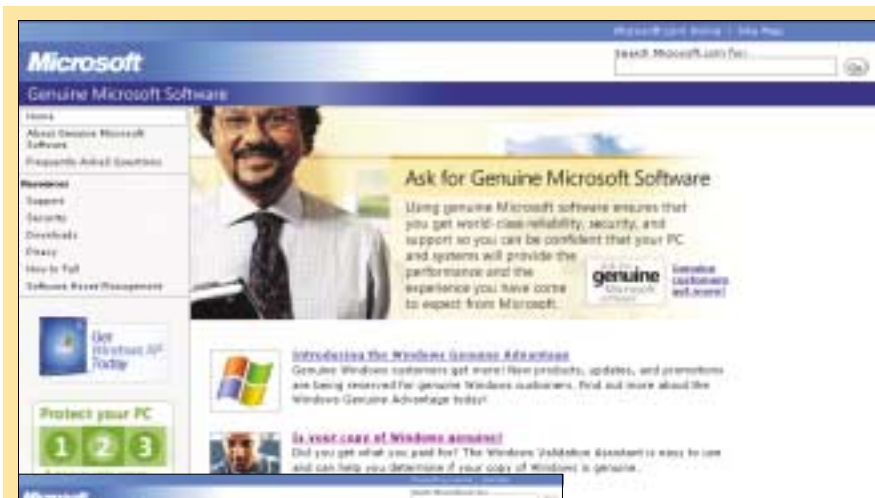 Microsoft.com Home | Site Map
Microsoft
Search Microsoft.com for:
Go
Genuine Microsoft Software
Home
About Genuine Microsoft
Software
Frequently Asked Questions
Resources
Support
Security
Downloads
Piracy
How to Tell
Software Asset Management
Ask for Genuine Microsoft Software
Using genuine Microsoft software ensures that
you get world-class reliability, security, and
support so you can be confident that your PC
and systems will provide the
performance and the
experience you have come
to expect from Microsoft.
genuine
Microsoft
software
Genuine
customers
get more!
Get
Windows XP
Today
Protect your PC
1 2 3
Introducing the Windows Genuine Advantage
Genuine Windows customers get more! New products, updates, and promotions
are being reserved for genuine Windows customers. Find out more about the
Windows Genuine Advantage today!
Is your copy of Windows genuine?
Did you get what you paid for? The Windows Validation Assistant is easy to use
and can help you determine if your copy of Windows is genuine.
Microsoft